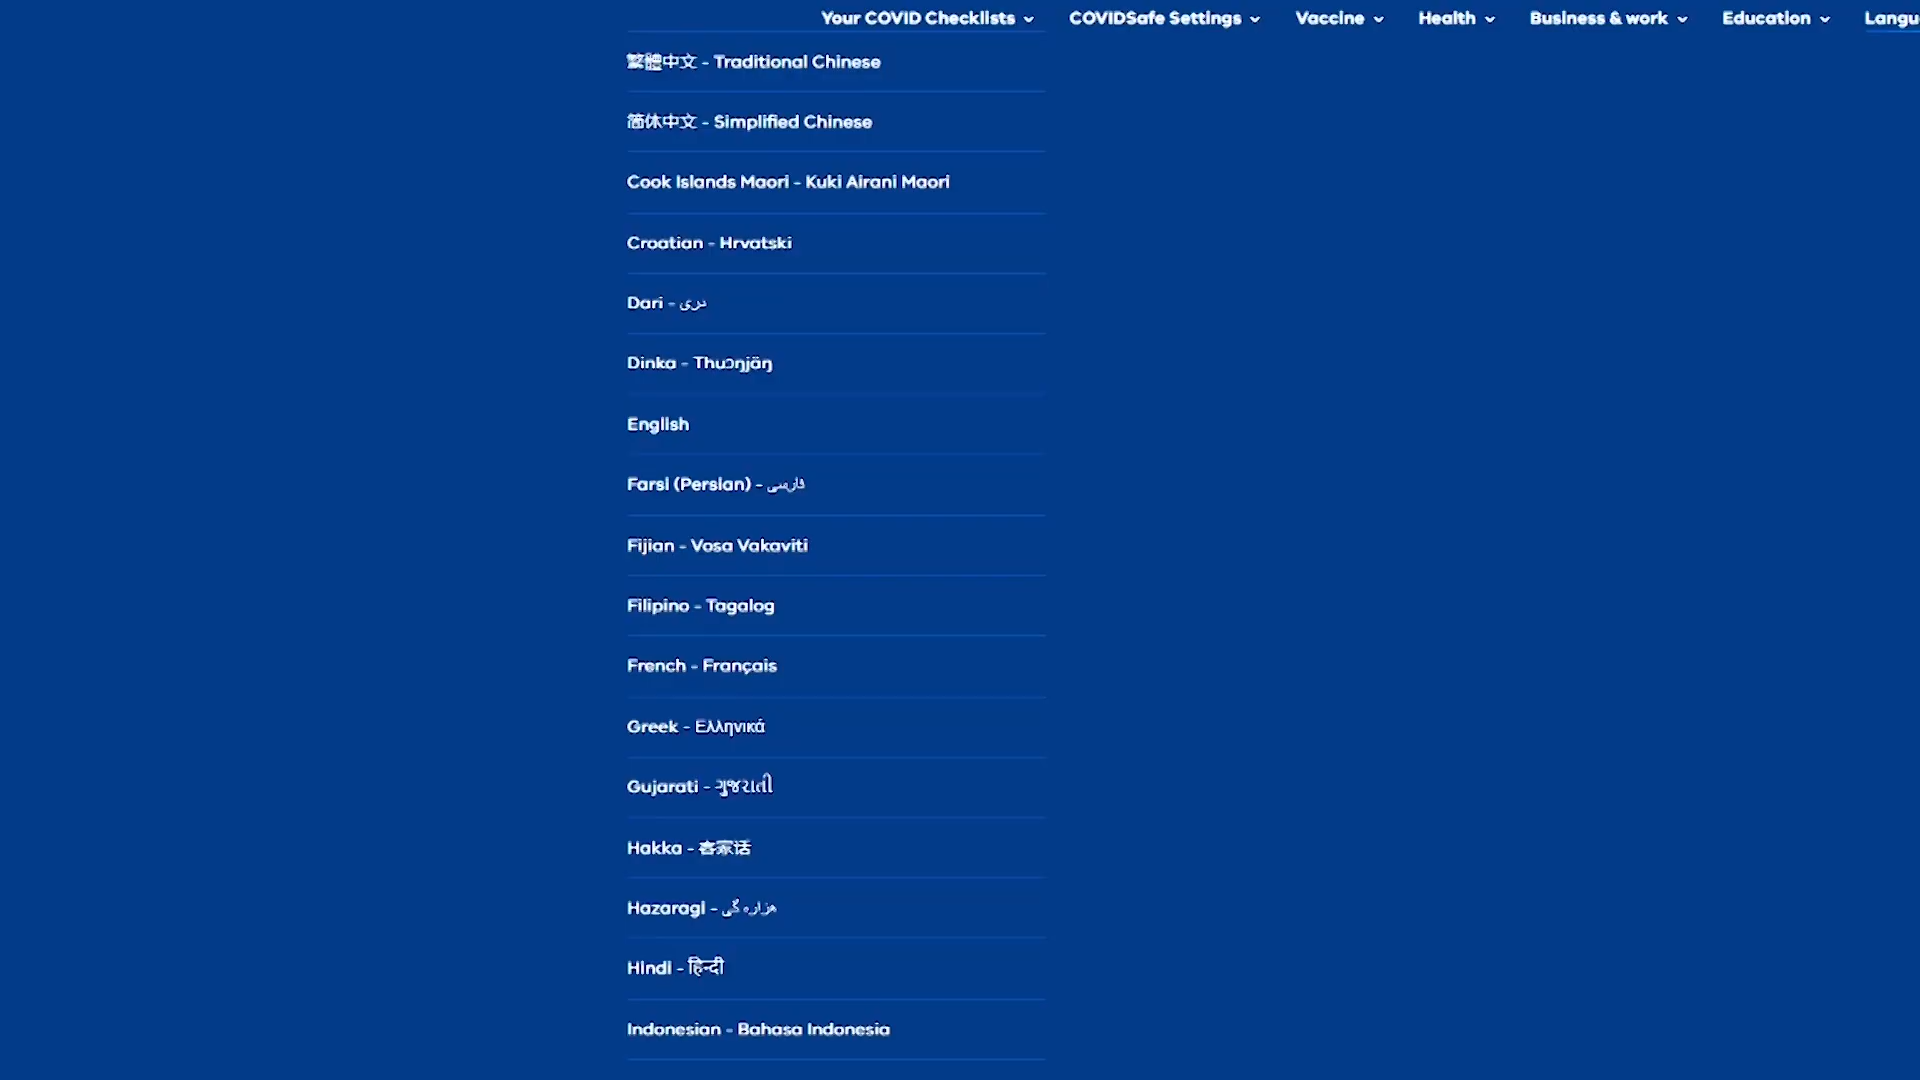 Your COVID Checklists COVIDSafe Settings Vaccine Health Business & work Education Langu
繁體中文 - Traditional Chinese
简体中文 - Simplified Chinese
Cook Islands Maori - Kuki Airani Maori
Croatian - Hrvatski
Dari - دری
Dinka - Thuɔŋjäŋ
English
Farsi (Persian) - فارسی
Fijian - Vosa Vakaviti
Filipino - Tagalog
French - Français
Greek - Ελληνικά
Gujarati - ગુજરાતી
Hakka - 客家话
Hazaragi - هزاره گی
Hindi - हिन्दी
Indonesian - Bahasa Indonesia